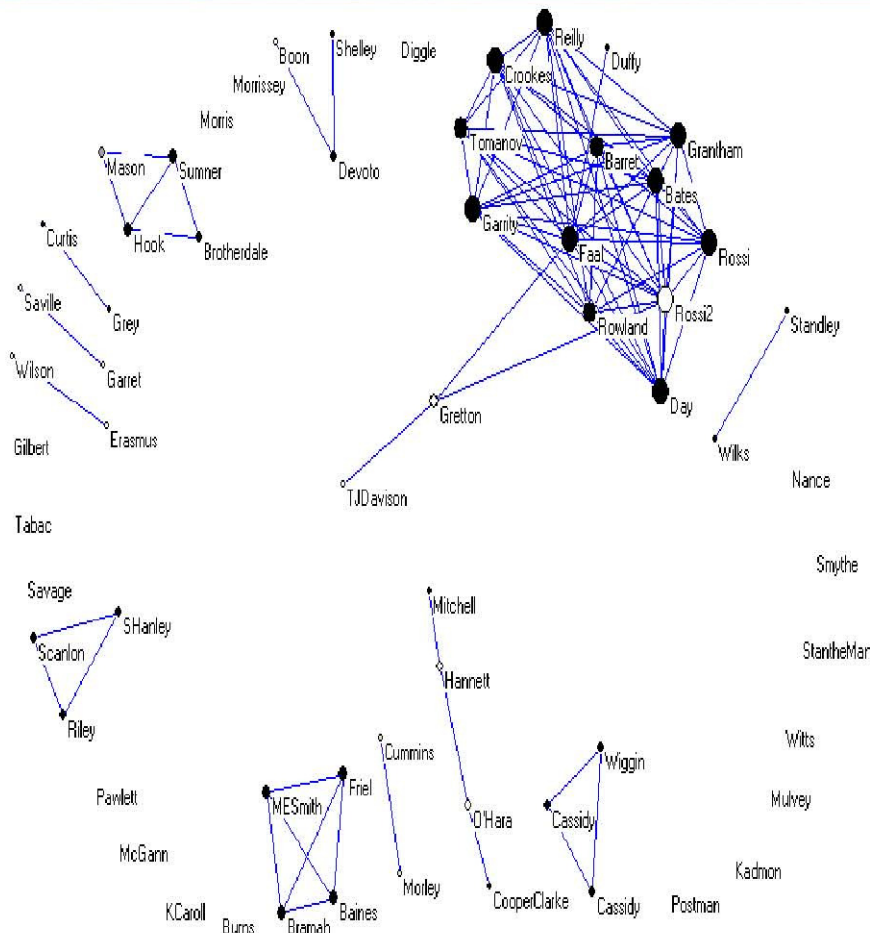 Reilly
Boon
Shelley
Diggle
Duffy
Morrissey
Crookes
Morris
Tomanov
Grantham
Mason
Sumner
Devoto
Barret
Bates
Garrity
Curtis
Hook
Brotherdale
Faal
Rossi
Saville
Grey
Rowland
Rossi2
Standley
Wilson
Garret
Gretton
Day
Gilbert
Erasmus
Wilks
TJDavison
Nance
Tabac
Smythe
Savage
SHanley
Mitchell
Scanlon
Hannett
StantheMan
Riley
Cummins
Wiggin
Witts
Pawlett
MESmith
Friel
O'Hara
Cassidy
Mulvey
McGann
Morley
Kadmon
KCaroll
Burns
Bramah
Baines
CooperClarke
Cassidy
Postman